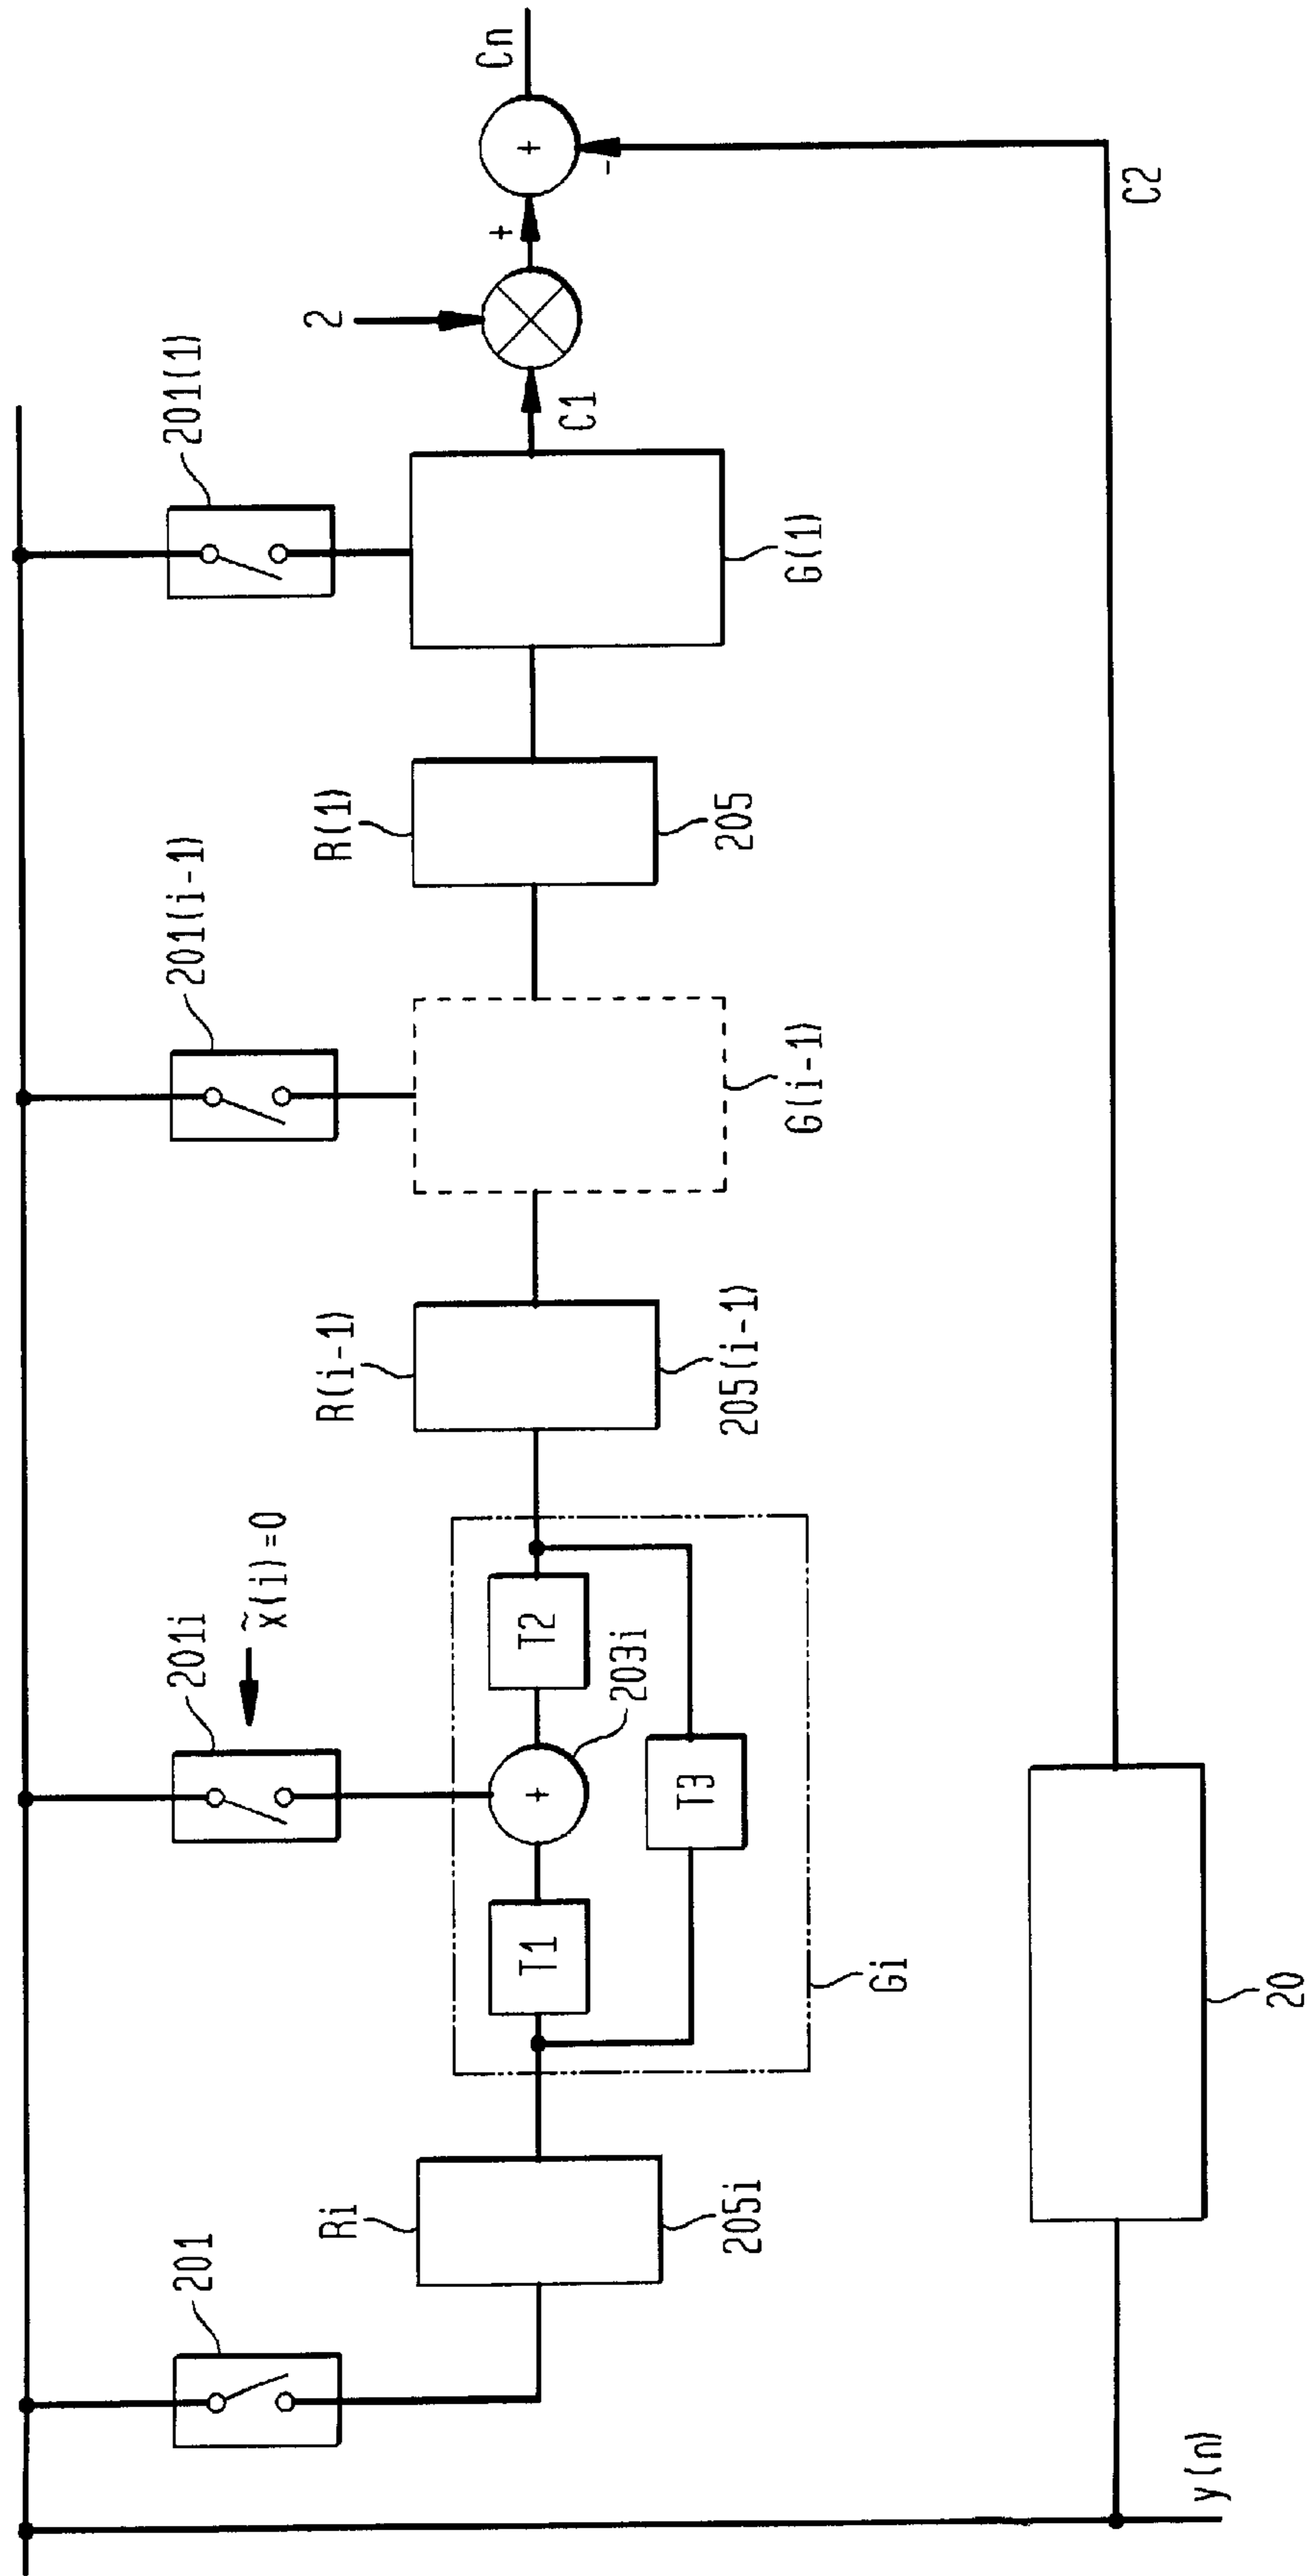 201
201i
x̃(i)=0
201(i-1)
201(1)
2
Ri
R(i-1)
R(1)
+
-
+
Cn
C1
T1
+
T2
203i
T3
205i
Gi
205(i-1)
G(i-1)
205
G(1)
C2
y(n)
20